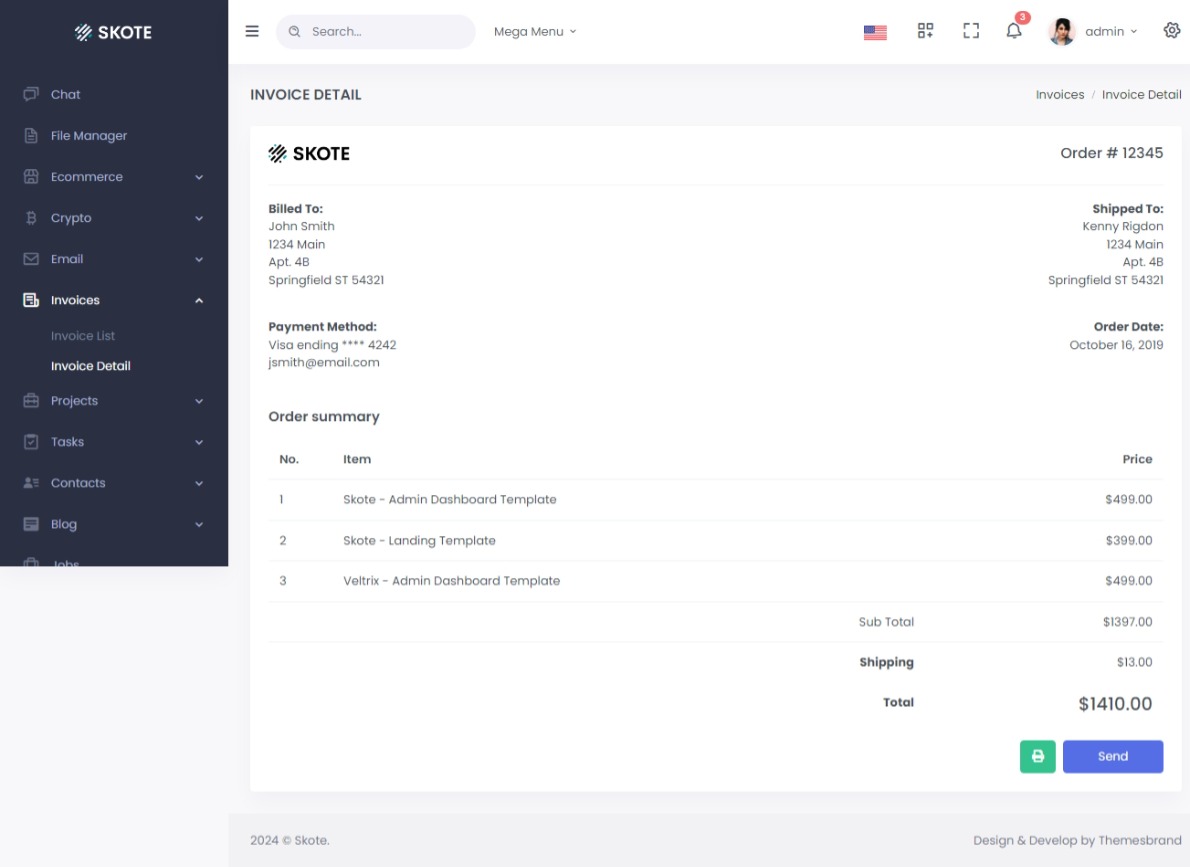 SKOTE
Search...
Mega Menu
3
admin
Chat
File Manager
Ecommerce
Crypto
Email
Invoices
Invoice List
Invoice Detail
Projects
Tasks
Contacts
Blog
Jobs
INVOICE DETAIL
Invoices / Invoice Detail
SKOTE
Order # 12345
Billed To:
John Smith
1234 Main
Apt. 4B
Springfield ST 54321
Shipped To:
Kenny Rigdon
1234 Main
Apt. 4B
Springfield ST 54321
Payment Method:
Visa ending **** 4242
jsmith@email.com
Order Date:
October 16, 2019
Order summary
No. Item Price
1 Skote - Admin Dashboard Template $499.00
2 Skote - Landing Template $399.00
3 Veltrix - Admin Dashboard Template $499.00
Sub Total $1397.00
Shipping $13.00
Total $1410.00
Send
2024 © Skote.
Design & Develop by Themesbrand